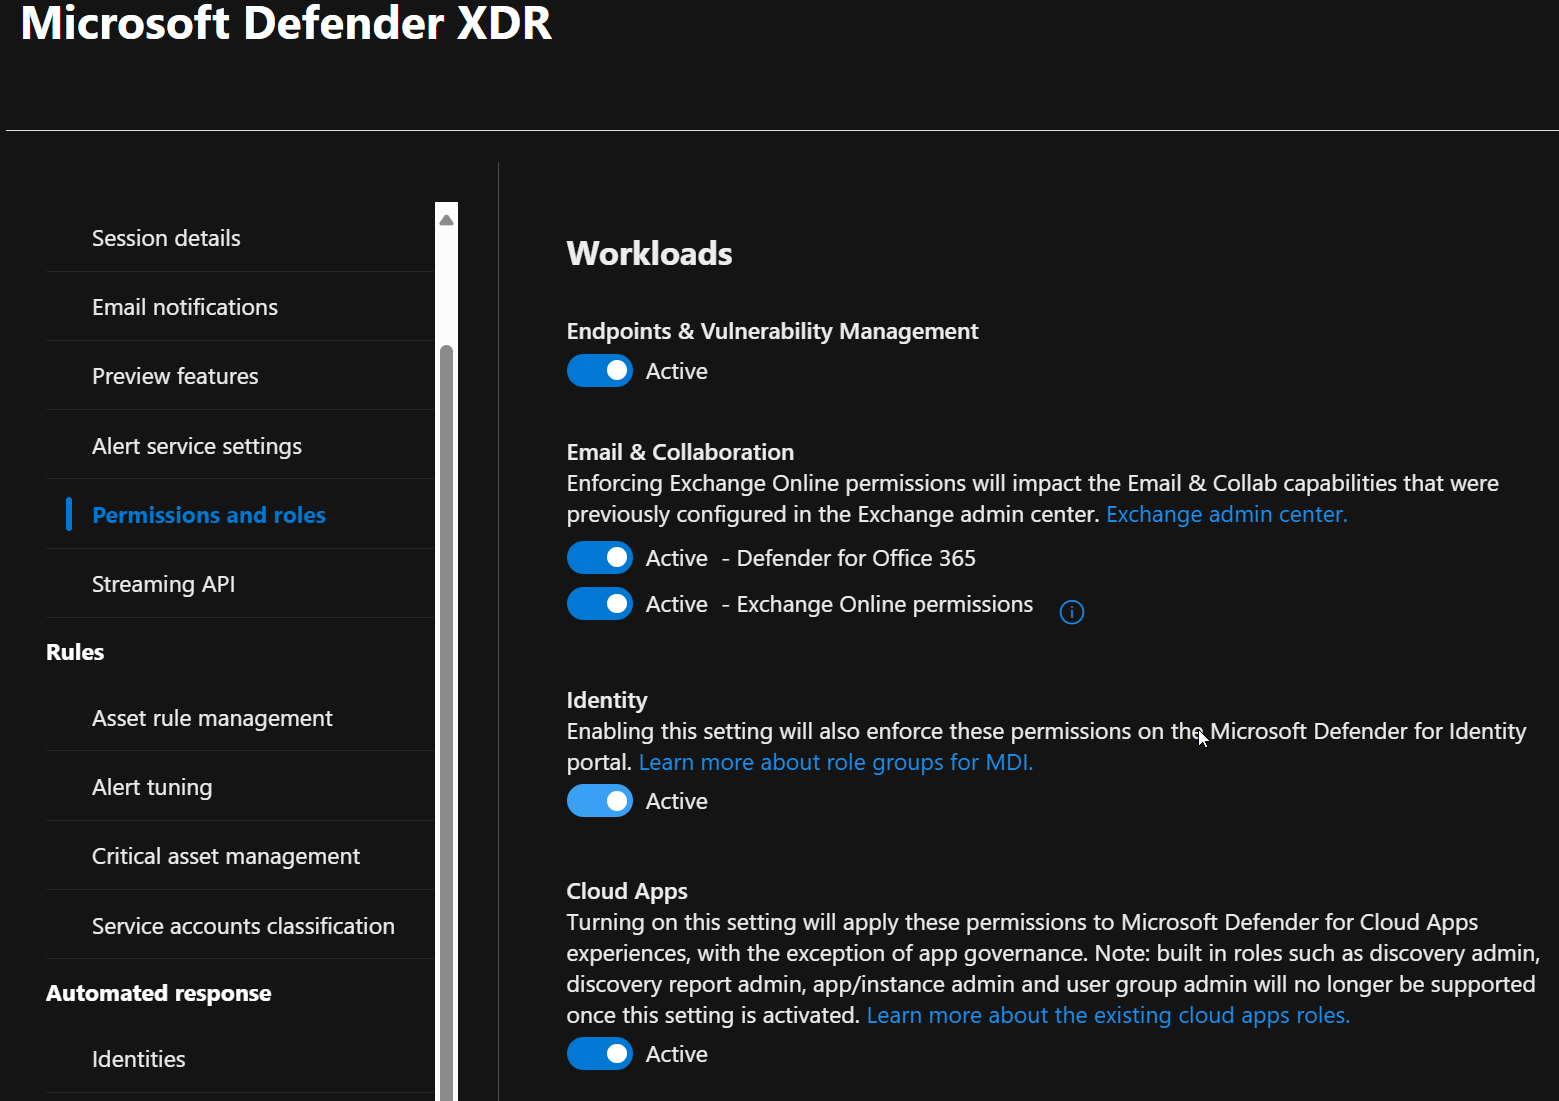 Microsoft Defender XDR
Session details
Email notifications
Preview features
Alert service settings
Permissions and roles
Streaming API
Rules
Asset rule management
Alert tuning
Critical asset management
Service accounts classification
Automated response
Identities
Workloads
Endpoints & Vulnerability Management
Active
Email & Collaboration
Enforcing Exchange Online permissions will impact the Email & Collab capabilities that were
previously configured in the Exchange admin center. Exchange admin center.
Active - Defender for Office 365
Active - Exchange Online permissions
Identity
Enabling this setting will also enforce these permissions on the Microsoft Defender for Identity
portal. Learn more about role groups for MDI.
Active
Cloud Apps
Turning on this setting will apply these permissions to Microsoft Defender for Cloud Apps
experiences, with the exception of app governance. Note: built in roles such as discovery admin,
discovery report admin, app/instance admin and user group admin will no longer be supported
once this setting is activated. Learn more about the existing cloud apps roles.
Active